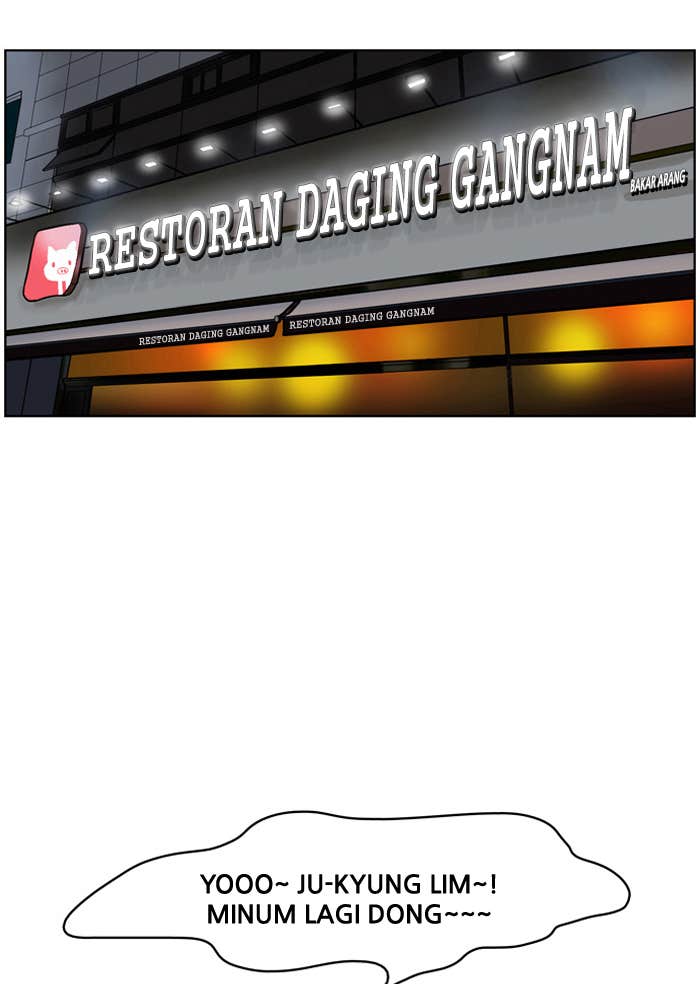 RESTORAN DAGING GANGNAM
BAKAR ARANG
RESTORAN DAGING GANGNAM
RESTORAN DAGING GANGNAM
YOOO~ JU-KYUNG LIM~!
MINUM LAGI DONG~~~